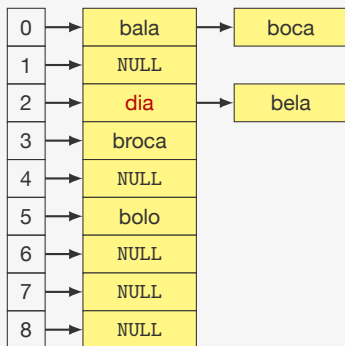 0 bala boca
1 NULL
2 dia bela
3 broca
4 NULL
5 bolo
6 NULL
7 NULL
8 NULL